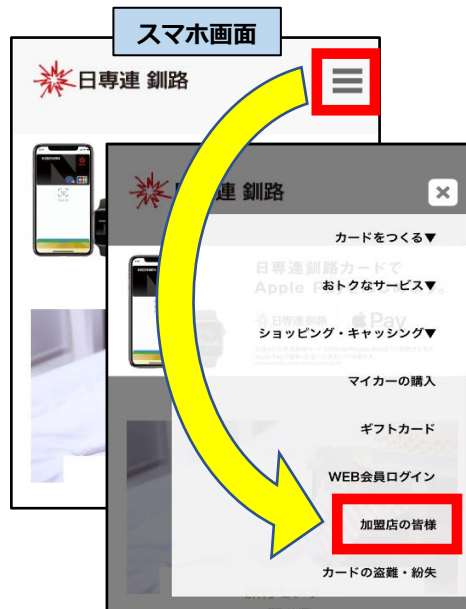 スマホ画面
日専連 釧路
連 釧路
カードをつくる▼
日専連釧路カードで
Apple P
おトクなサービス▼
日専連 釧路 Pay
ショッピング・キャッシング▼
マイカーの購入
ギフトカード
WEB会員ログイン
加盟店の皆様
カードの盗難・紛失